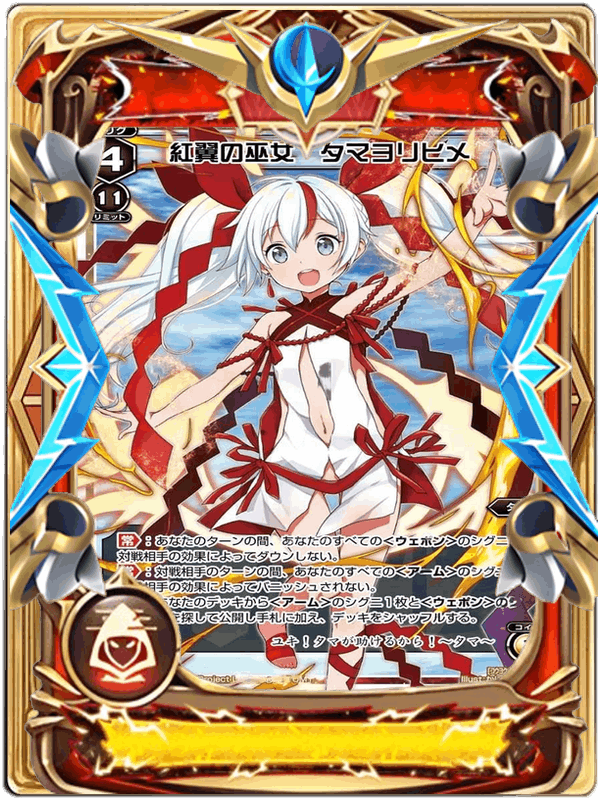 4
紅翼の巫女　タマヨリヒメ
11
リミット
常：あなたのターンの間、あなたのすべての<ウェポン>のシグニ
対戦相手の効果によってダウンしない。
常：対戦相手のターンの間、あなたのすべての<アーム>のシグ
手の効果によってバニッシュされない。
あなたのデッキから<アーム>のシグニ1枚と<ウェポン>の
を探して公開し手札に加え、デッキをシャッフルする。
ユキ！タマが助けるから！～タマ～
コイ